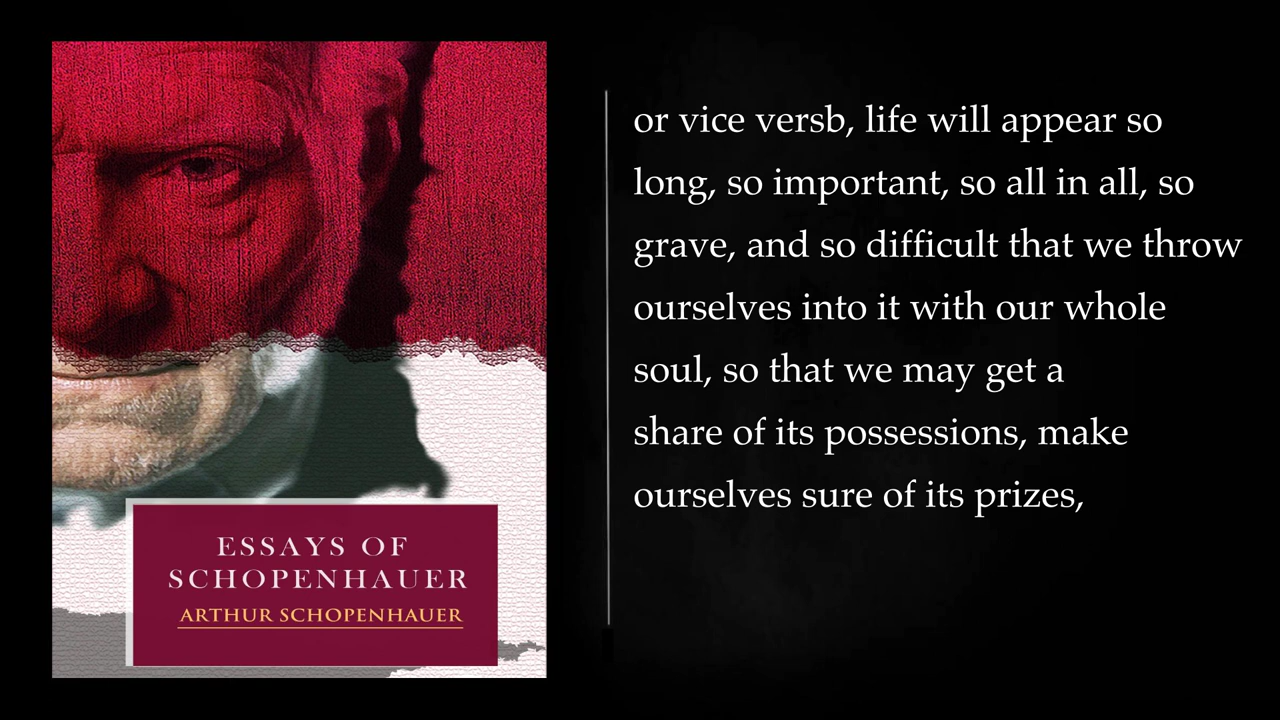 ESSAYS OF
SCHOPENHAUER
ARTHUR SCHOPENHAUER
or vice versb, life will appear so
long, so important, so all in all, so
grave, and so difficult that we throw
ourselves into it with our whole
soul, so that we may get a
share of its possessions, make
ourselves sure of its prizes,